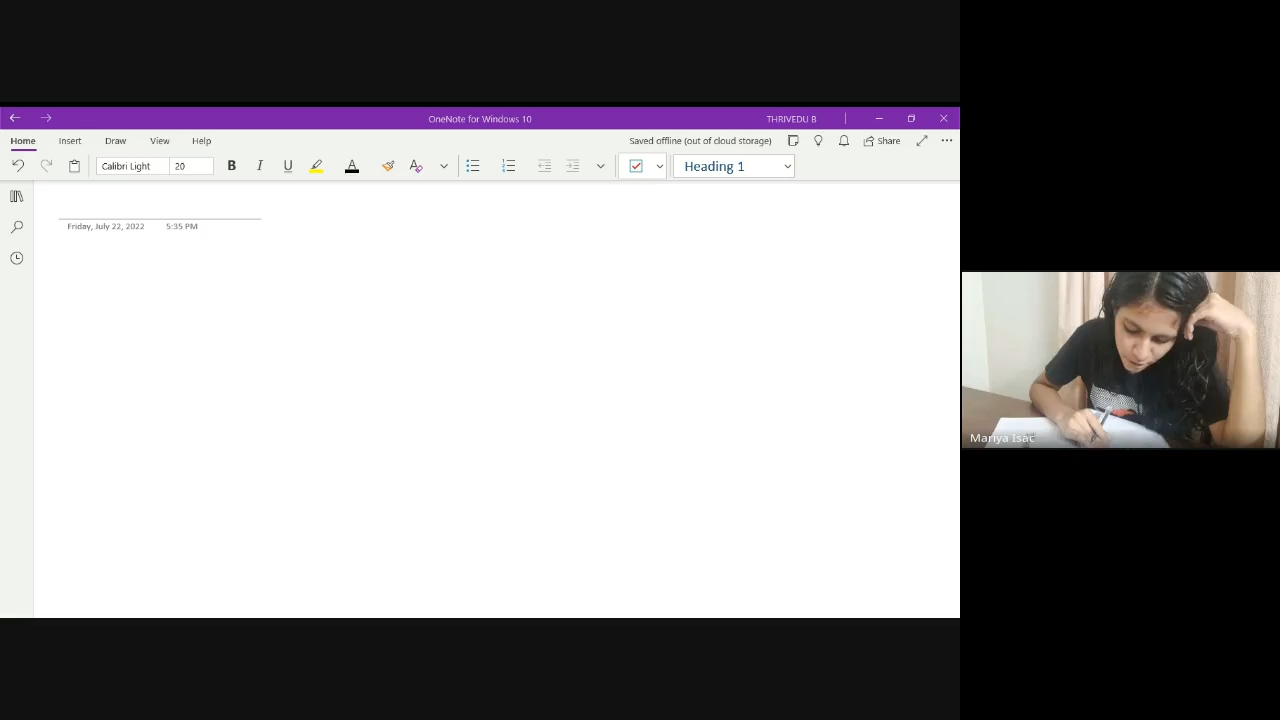 OneNote for Windows 10
THRIVEDU B
Home
Insert
Draw
View
Help
Saved offline (out of cloud storage)
Share
Calibri Light
20
B
I
U
A
A
Heading 1
Friday, July 22, 2022
5:35 PM
Mariya Isac